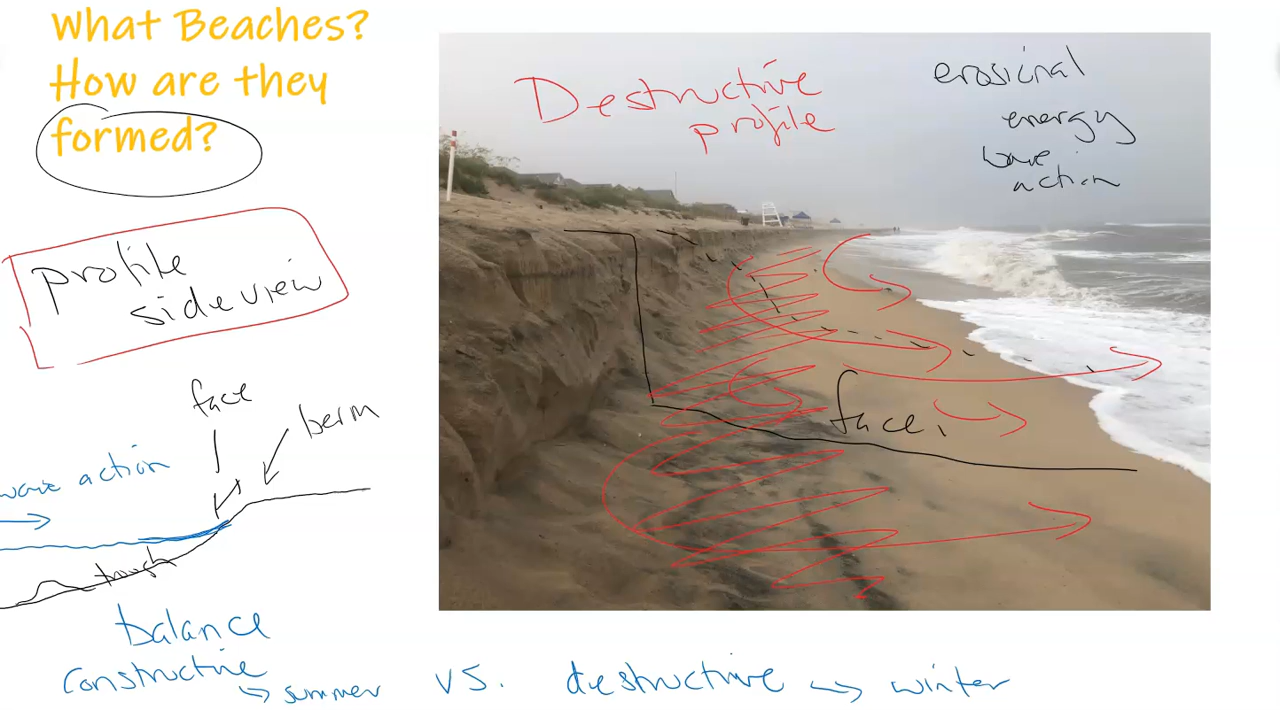 What Beaches?
How are they
formed?
profile
sideview
face
berm
wave action
trough
balance
constructive
↳ summer
vs.
destructive → winter
Destructive
profile
erosional
energy
wave
action
face